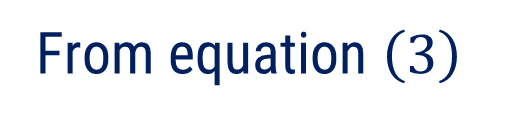 From equation (3)